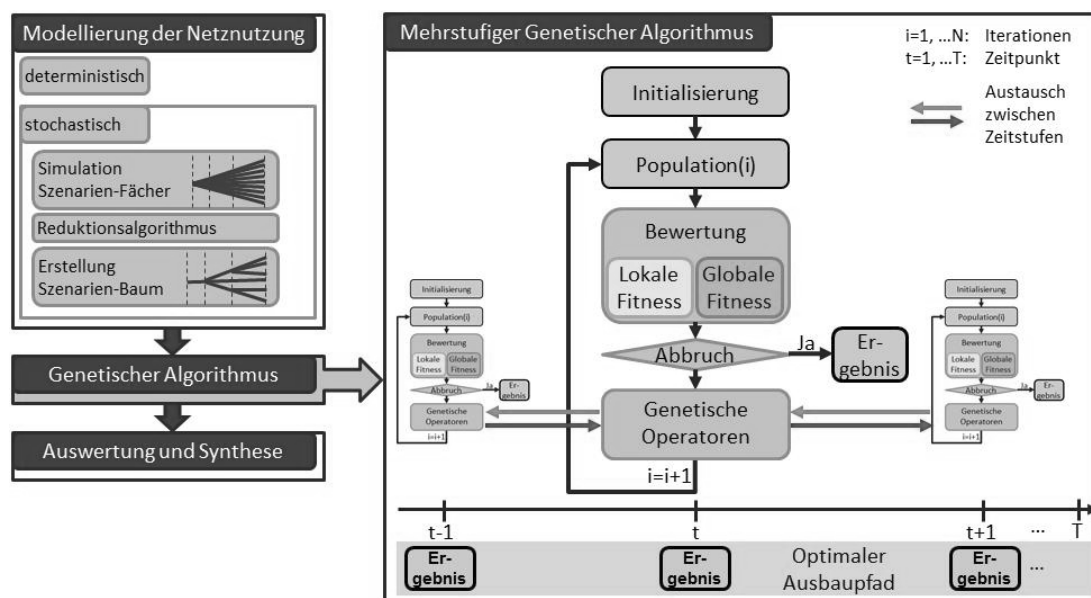 Modellierung der Netznutzung
deterministisch
stochastisch
Simulation
Szenarien-Fächer
Reduktionsalgorithmus
Erstellung
Szenarien-Baum
Genetischer Algorithmus
Auswertung und Synthese
Mehrstufiger Genetischer Algorithmus
i=1, ...N: Iterationen
t=1, ...T: Zeitpunkt
Austausch
zwischen
Zeitstufen
Initialisierung
Population(i)
Bewertung
Lokale
Fitness
Globale
Fitness
Abbruch
Ja
Er-
gebnis
Genetische
Operatoren
i=i+1
Initialisierung
Population(i)
Bewertung
Lokale
Fitness
Globale
Fitness
Abbruch
Ja
Er-
gebnis
Genetische
Operatoren
i=i+1
Initialisierung
Population(i)
Bewertung
Lokale
Fitness
Globale
Fitness
Abbruch
Ja
Er-
gebnis
Genetische
Operatoren
i=i+1
t-1 t t+1 ... T
Er-
gebnis
Er-
gebnis
Optimaler
Ausbaupfad
Er-
gebnis
...